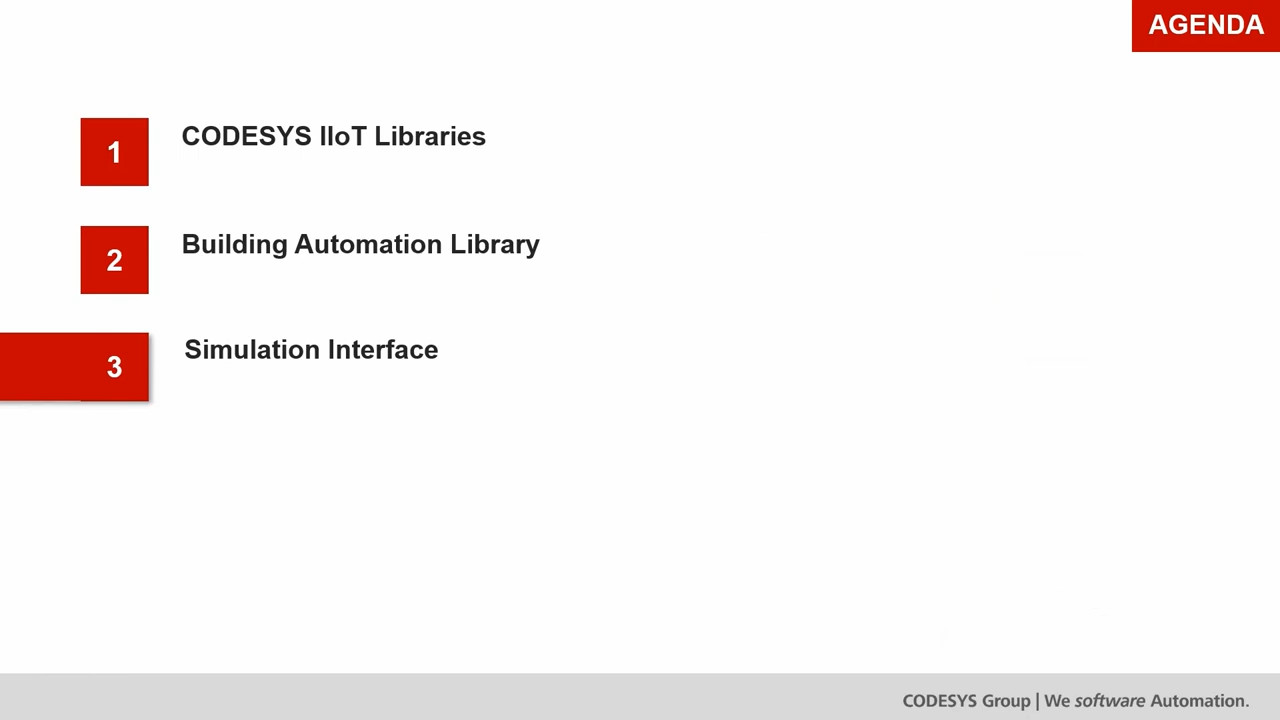 AGENDA
1 CODESYS IIoT Libraries
2 Building Automation Library
3 Simulation Interface
CODESYS Group | We software Automation.